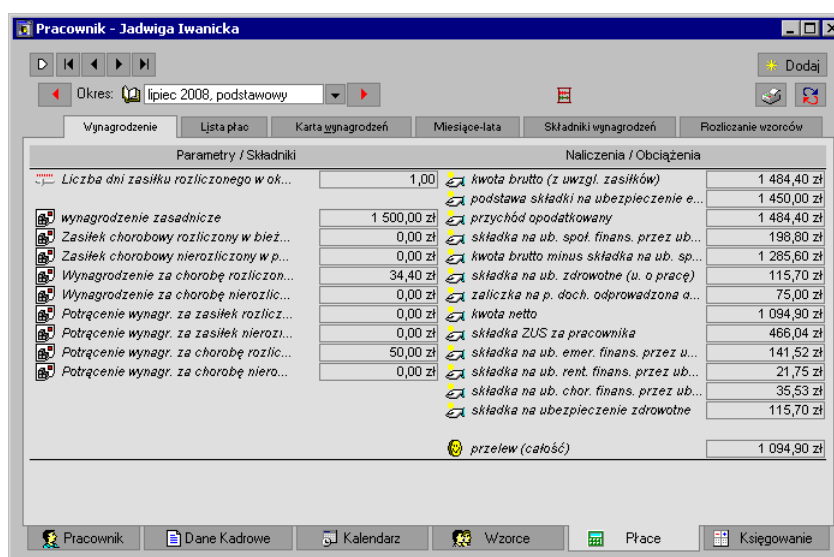 Pracownik - Jadwiga Iwanicka
Dodaj
Okres: lipiec 2008, podstawowy
Wynagrodzenie Lista płac Karta wynagrodzeń Miesiące-lata Składniki wynagrodzeń Rozliczanie wzorców
Parametry / Składniki Naliczenia / Obciążenia
Liczba dni zasiłku rozliczonego w ok... 1,00 kwota brutto (z uwzgl. zasiłków) 1 484,40 zł
podstawa składki na ubezpieczenie e... 1 450,00 zł
wynagrodzenie zasadnicze 1 500,00 zł przychód opodatkowany 1 484,40 zł
Zasiłek chorobowy rozliczony w bież... 0,00 zł składka na ub. społ. finans. przez ub... 198,80 zł
Zasiłek chorobowy nierozliczony w p... 0,00 zł kwota brutto minus składka na ub. sp... 1 285,60 zł
Wynagrodzenie za chorobę rozliczon... 34,40 zł składka na ub. zdrowotne (u. o pracę) 115,70 zł
Wynagrodzenie za chorobę nierozlic... 0,00 zł zaliczka na p. doch. odprowadzona d... 75,00 zł
Potrącenie wynagr. za zasiłek rozlicz... 0,00 zł kwota netto 1 094,90 zł
Potrącenie wynagr. za zasiłek nierozl... 0,00 zł składka ZUS za pracownika 466,04 zł
Potrącenie wynagr. za chorobę rozlic... 50,00 zł składka na ub. emer. finans. przez u... 141,52 zł
Potrącenie wynagr. za chorobę niero... 0,00 zł składka na ub. rent. finans. przez ub... 21,75 zł
składka na ub. chor. finans. przez ub... 35,53 zł
składka na ubezpieczenie zdrowotne 115,70 zł
przelew (całość) 1 094,90 zł
Pracownik Dane Kadrowe Kalendarz Wzorce Płace Księgowanie